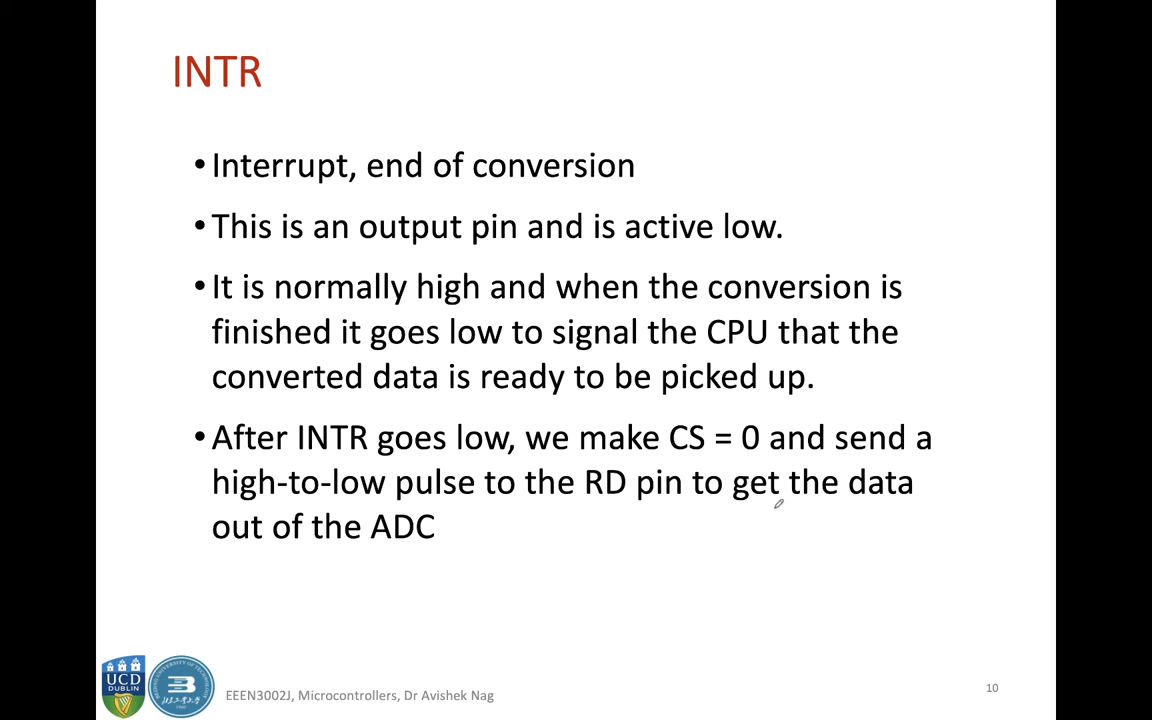 INTR
•Interrupt, end of conversion
•This is an output pin and is active low.
•It is normally high and when the conversion is
finished it goes low to signal the CPU that the
converted data is ready to be picked up.
•After INTR goes low, we make CS = 0 and send a
high-to-low pulse to the RD pin to get the data
out of the ADC
UCD
DUBLIN
EEEN3002J, Microcontrollers, Dr Avishek Nag
10